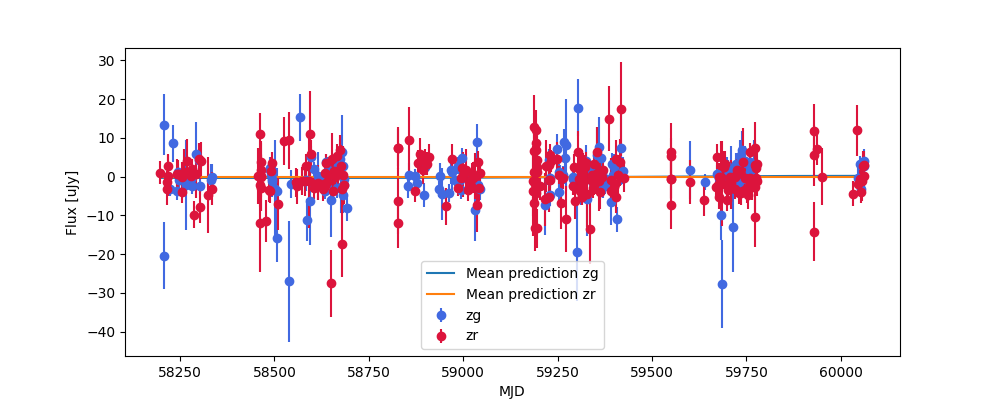 30
20
10
0
−10
−20
−30
−40
Flux [uJy]
Mean prediction zg
Mean prediction zr
zg
zr
58250 58500 58750 59000 59250 59500 59750 60000
MJD